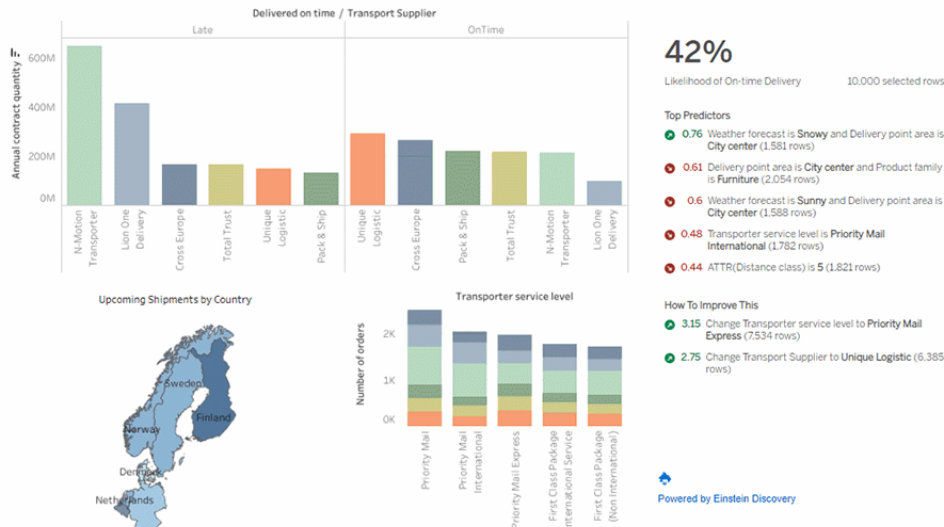 Delivered on time / Transport Supplier
Late
OnTime
Annual contract quantity
600M
400M
200M
0M
N-Motion
Transporter
Lion One
Delivery
Cross Europe
Total Trust
Unique
Logistic
Pack & Ship
Unique
Logistic
Cross Europe
Pack & Ship
Total Trust
N-Motion
Transporter
Lion One
Delivery
42%
Likelihood of On-time Delivery
10,000 selected rows
Top Predictors
0.76 Weather forecast is Snowy and Delivery point area is
City center (1,581 rows)
0.61 Delivery point area is City center and Product family
is Furniture (2,054 rows)
0.6 Weather forecast is Sunny and Delivery point area is
City center (1,588 rows)
0.48 Transporter service level is Priority Mail
International (1,782 rows)
0.44 ATTR(Distance class) is 5 (1,821 rows)
How To Improve This
3.15 Change Transporter service level to Priority Mail
Express (7,534 rows)
2.75 Change Transport Supplier to Unique Logistic (6,385
rows)
Powered by Einstein Discovery
Upcoming Shipments by Country
Sweden
Finland
Norway
Denmark
Netherlands
Transporter service level
Number of orders
2K
1K
0K
Priority Mail
Priority Mail
International
Priority Mail Express
First Class Package
International Service
First Class Package
(Non International)